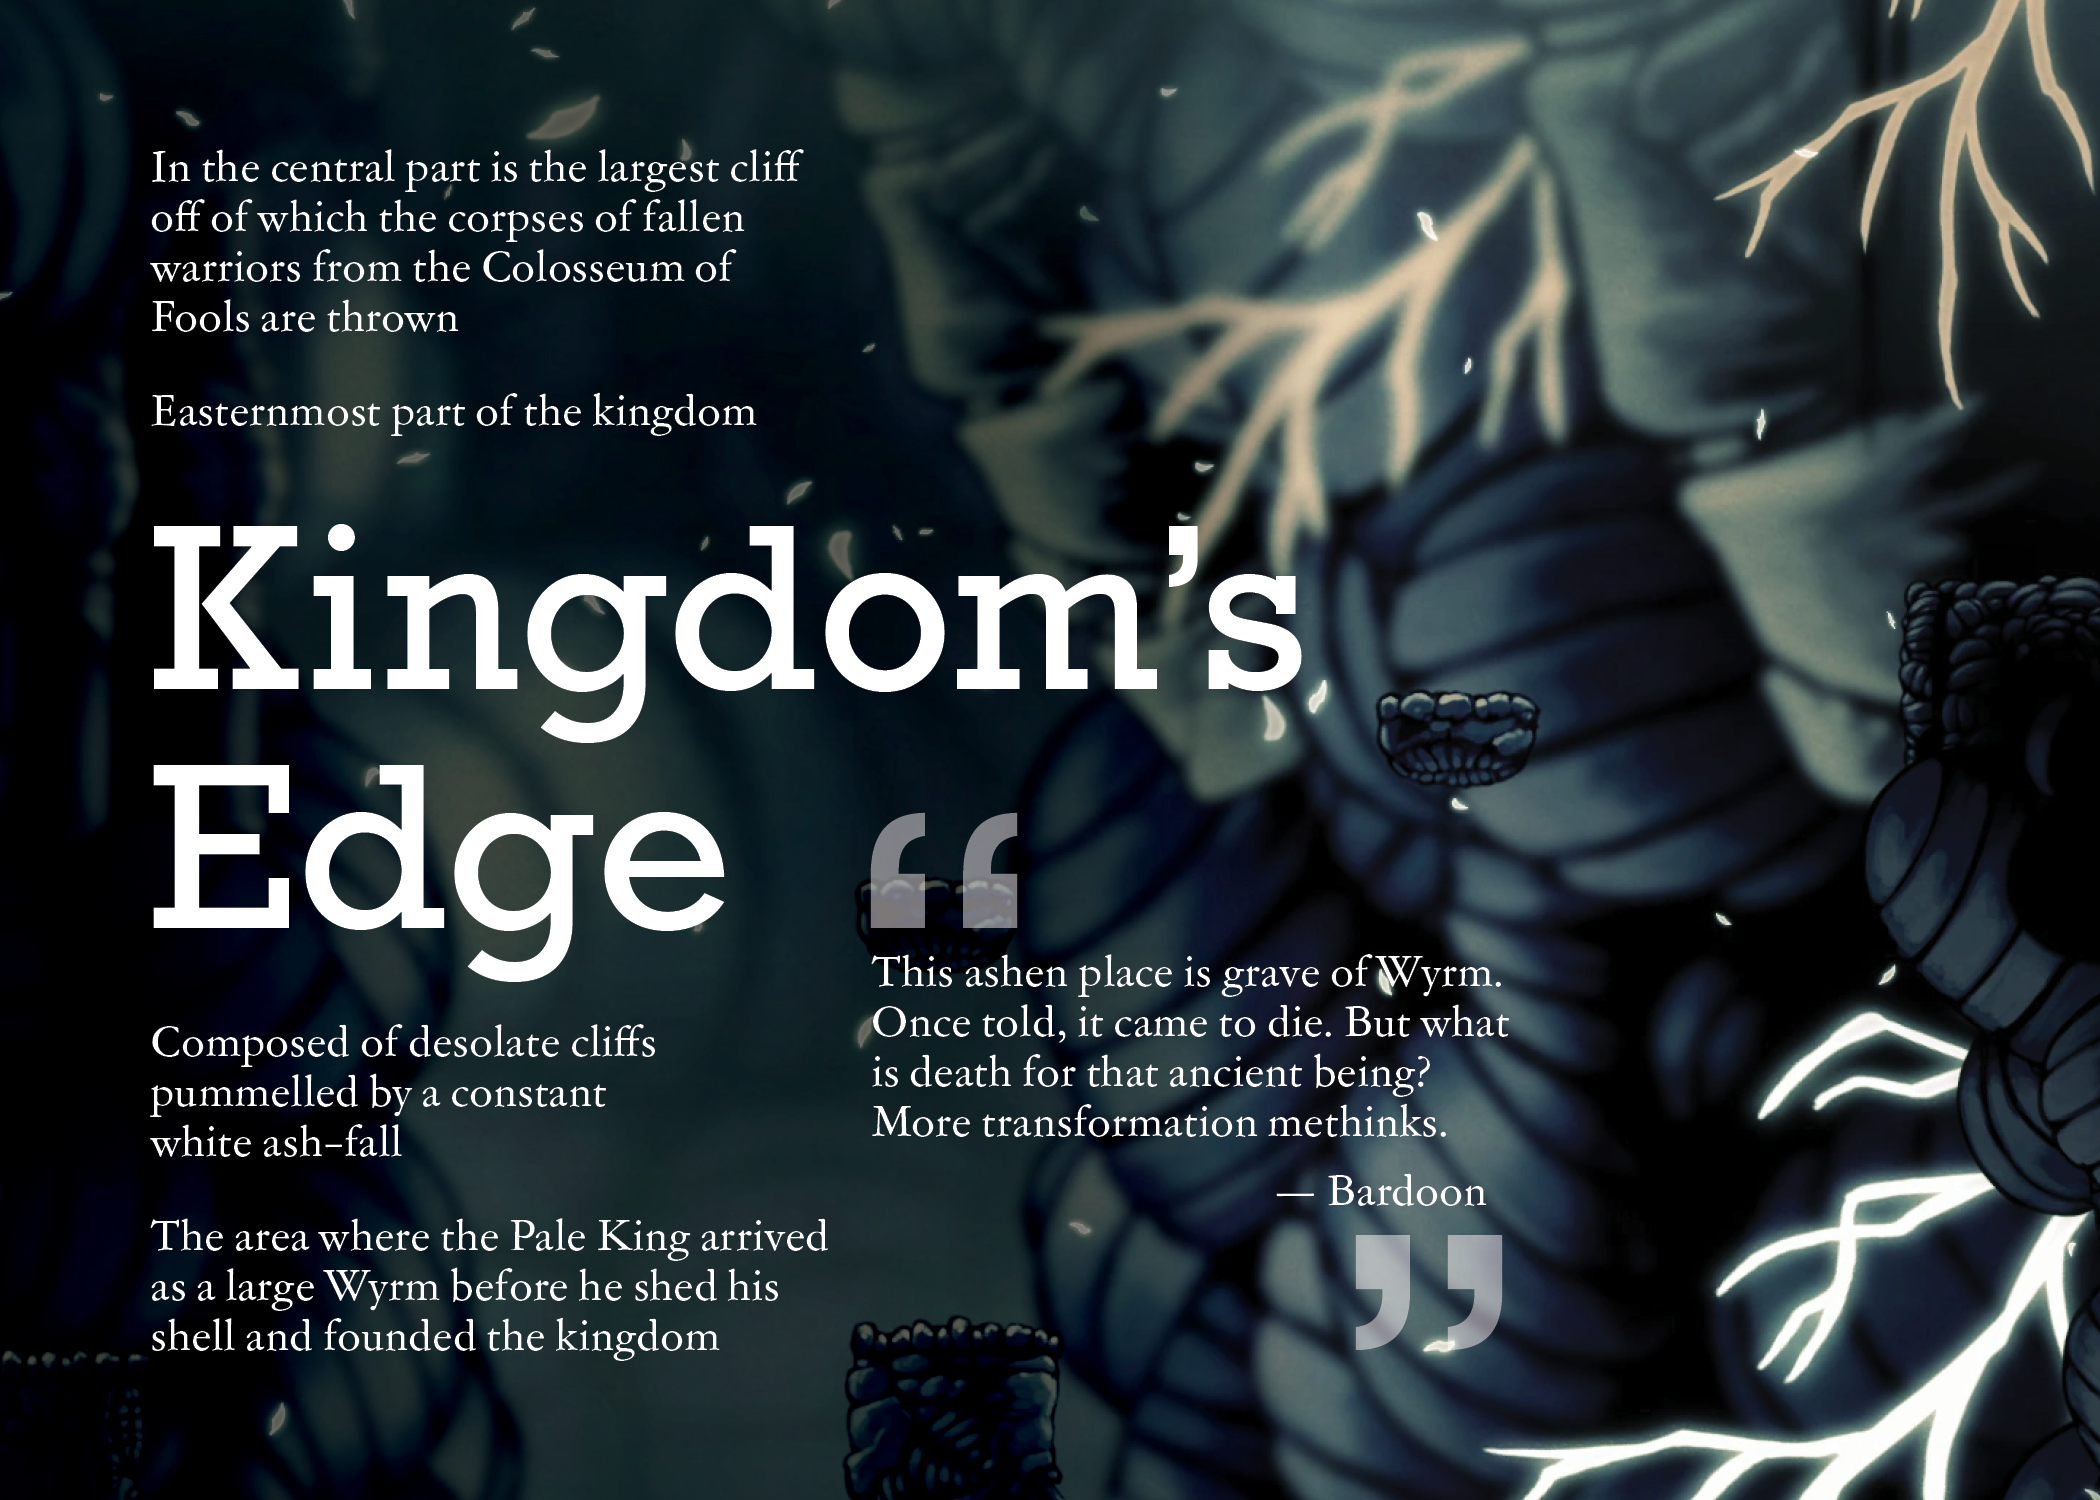 In the central part is the largest cliff
off of which the corpses of fallen
warriors from the Colosseum of
Fools are thrown
Easternmost part of the kingdom
Kingdom’s
Edge
Composed of desolate cliffs
pummelled by a constant
white ash-fall
The area where the Pale King arrived
as a large Wyrm before he shed his
shell and founded the kingdom
“
This ashen place is grave of Wyrm.
Once told, it came to die. But what
is death for that ancient being?
More transformation methinks.
— Bardoon
”